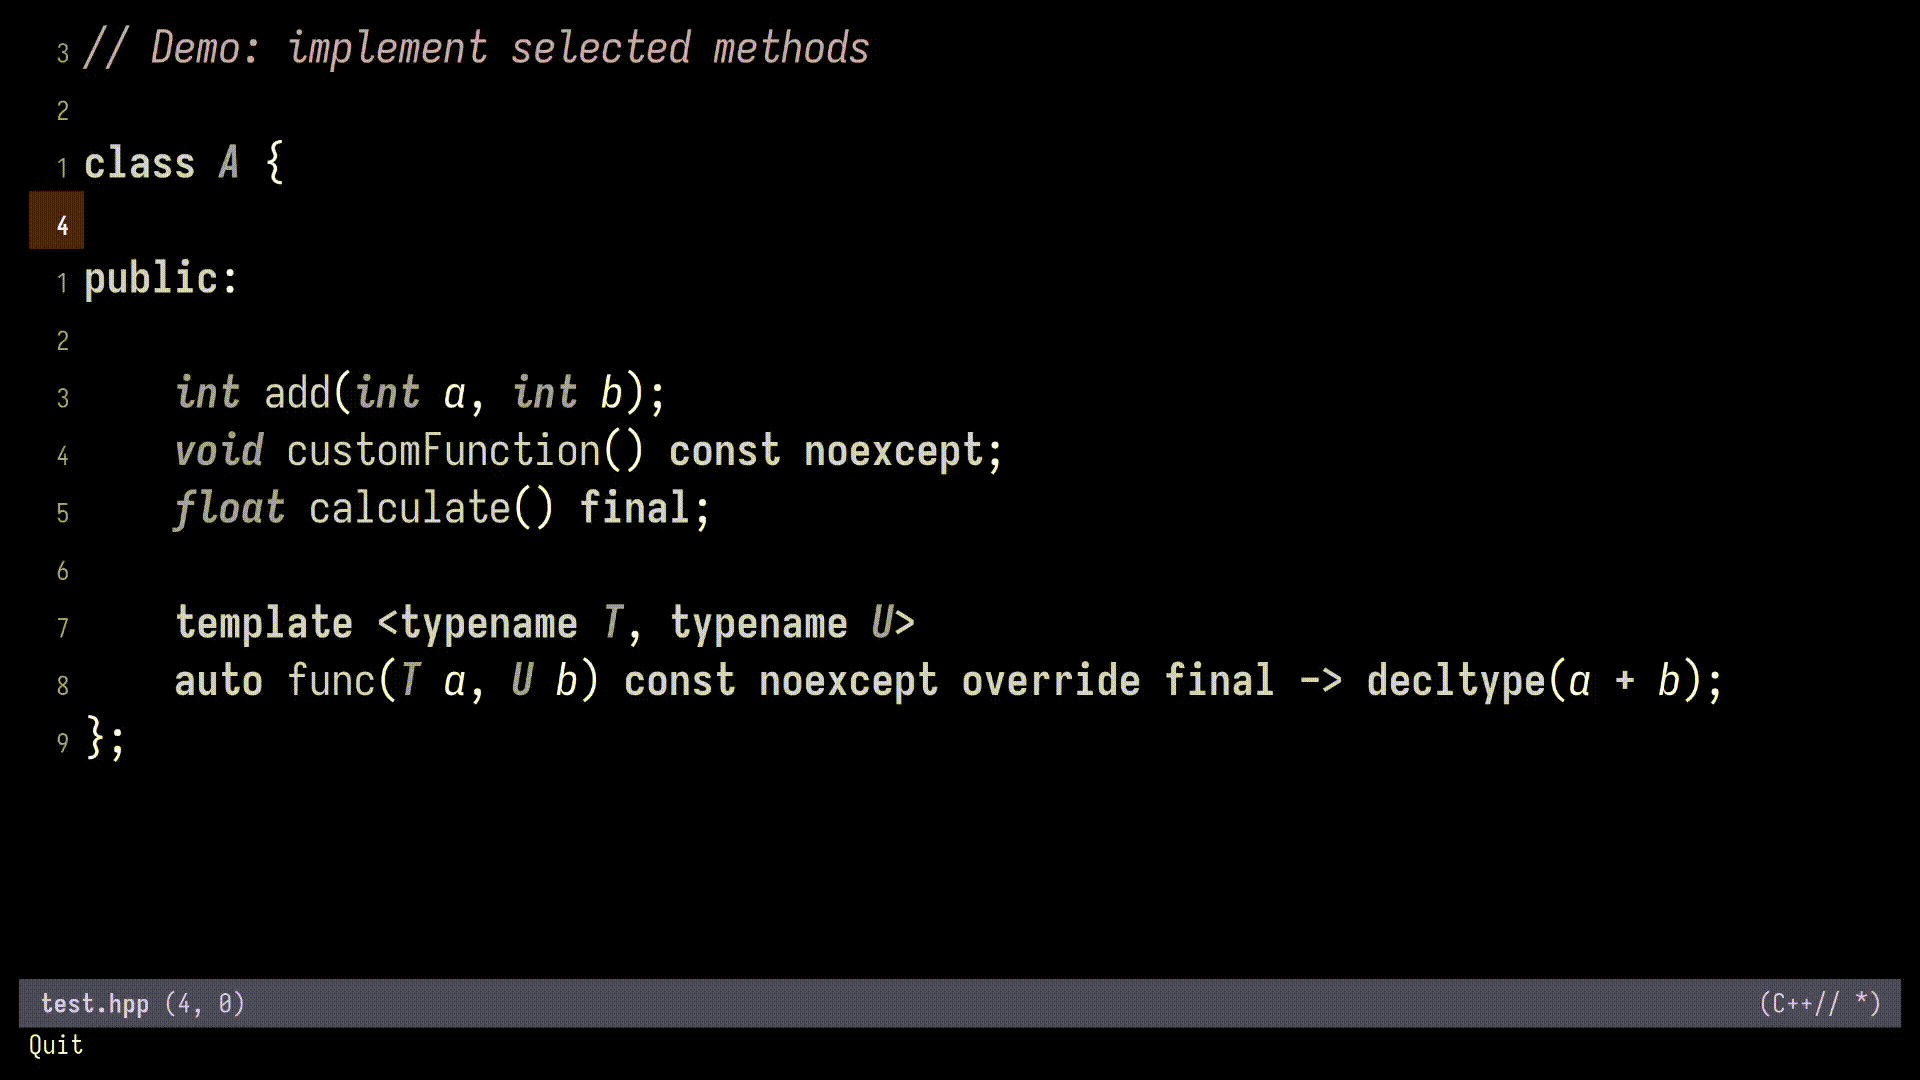 3 // Demo: implement selected methods
2
1 class A {
4
1 public:
2
3     int add(int a, int b);
4     void customFunction() const noexcept;
5     float calculate() final;
6
7     template <typename T, typename U>
8     auto func(T a, U b) const noexcept override final -> decltype(a + b);
9 };
test.hpp (4, 0) (C++// *)
Quit